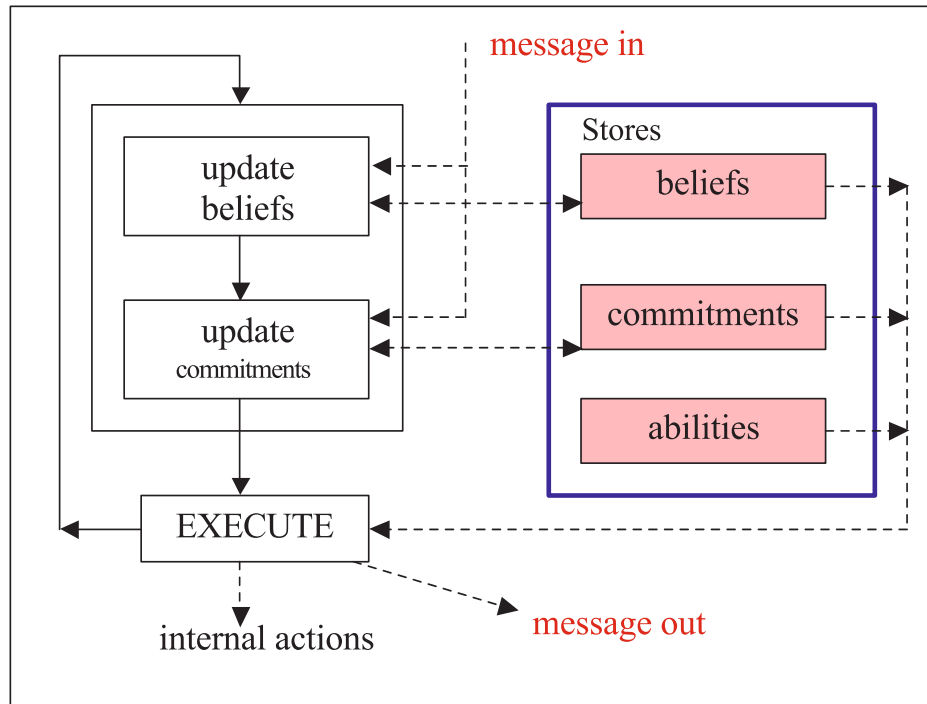 message in
update
beliefs
update
commitments
EXECUTE
internal actions
message out
Stores
beliefs
commitments
abilities